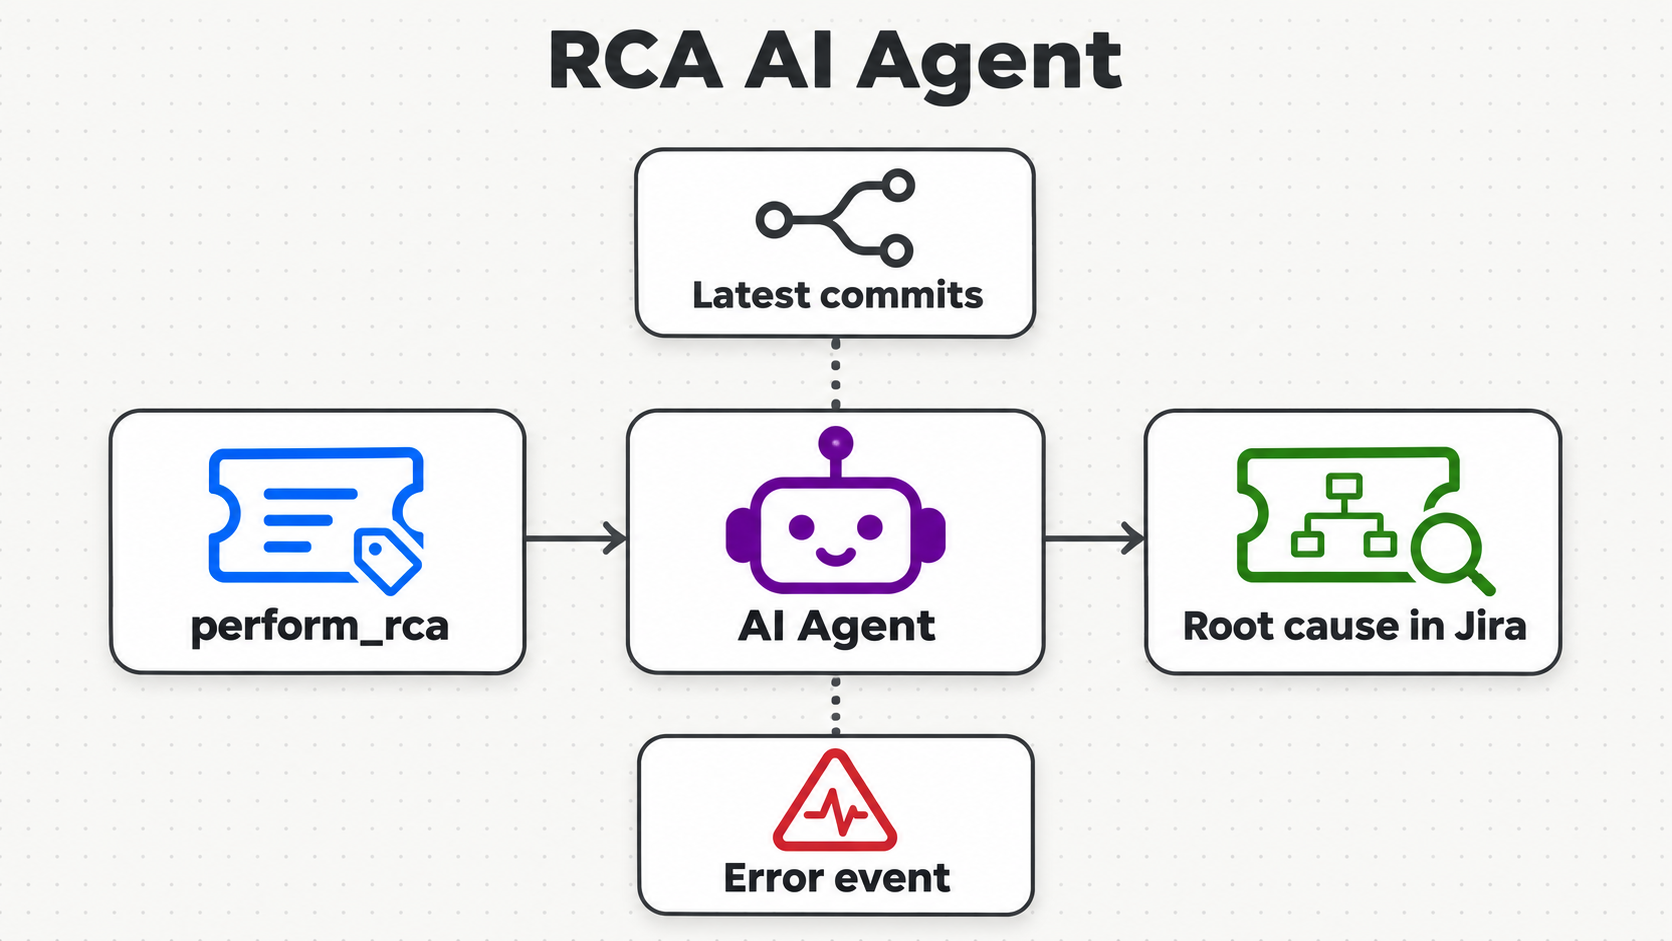 RCA AI Agent
Latest commits
perform_rca
AI Agent
Root cause in Jira
Error event